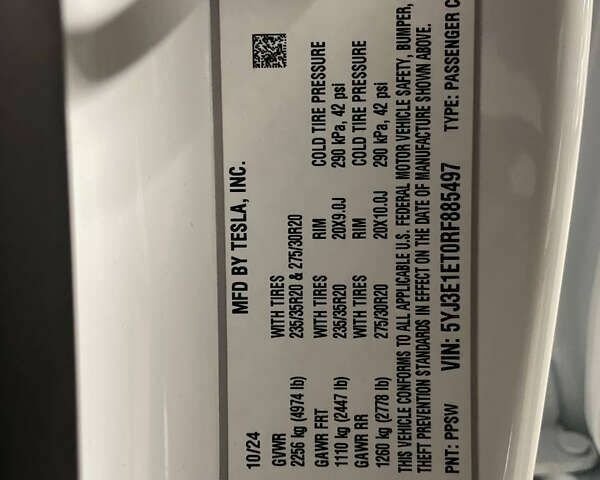 MFD BY TESLA, INC.
10/24
GVWR WITH TIRES
2256 kg (4974 lb) 235/35R20 & 275/30R20
GAWR FRT WITH TIRES RIM COLD TIRE PRESSURE
1110 kg (2447 lb) 235/35R20 20X9.0J 290 kPa, 42 psi
GAWR RR WITH TIRES RIM COLD TIRE PRESSURE
1260 kg (2778 lb) 275/30R20 20X10.0J 290 kPa, 42 psi
THIS VEHICLE CONFORMS TO ALL APPLICABLE U.S. FEDERAL MOTOR VEHICLE SAFETY, BUMPER,
THEFT PREVENTION STANDARDS IN EFFECT ON THE DATE OF MANUFACTURE SHOWN ABOVE.
PNT: PPSW VIN: 5YJ3E1ET0RF885497 TYPE: PASSENGER C